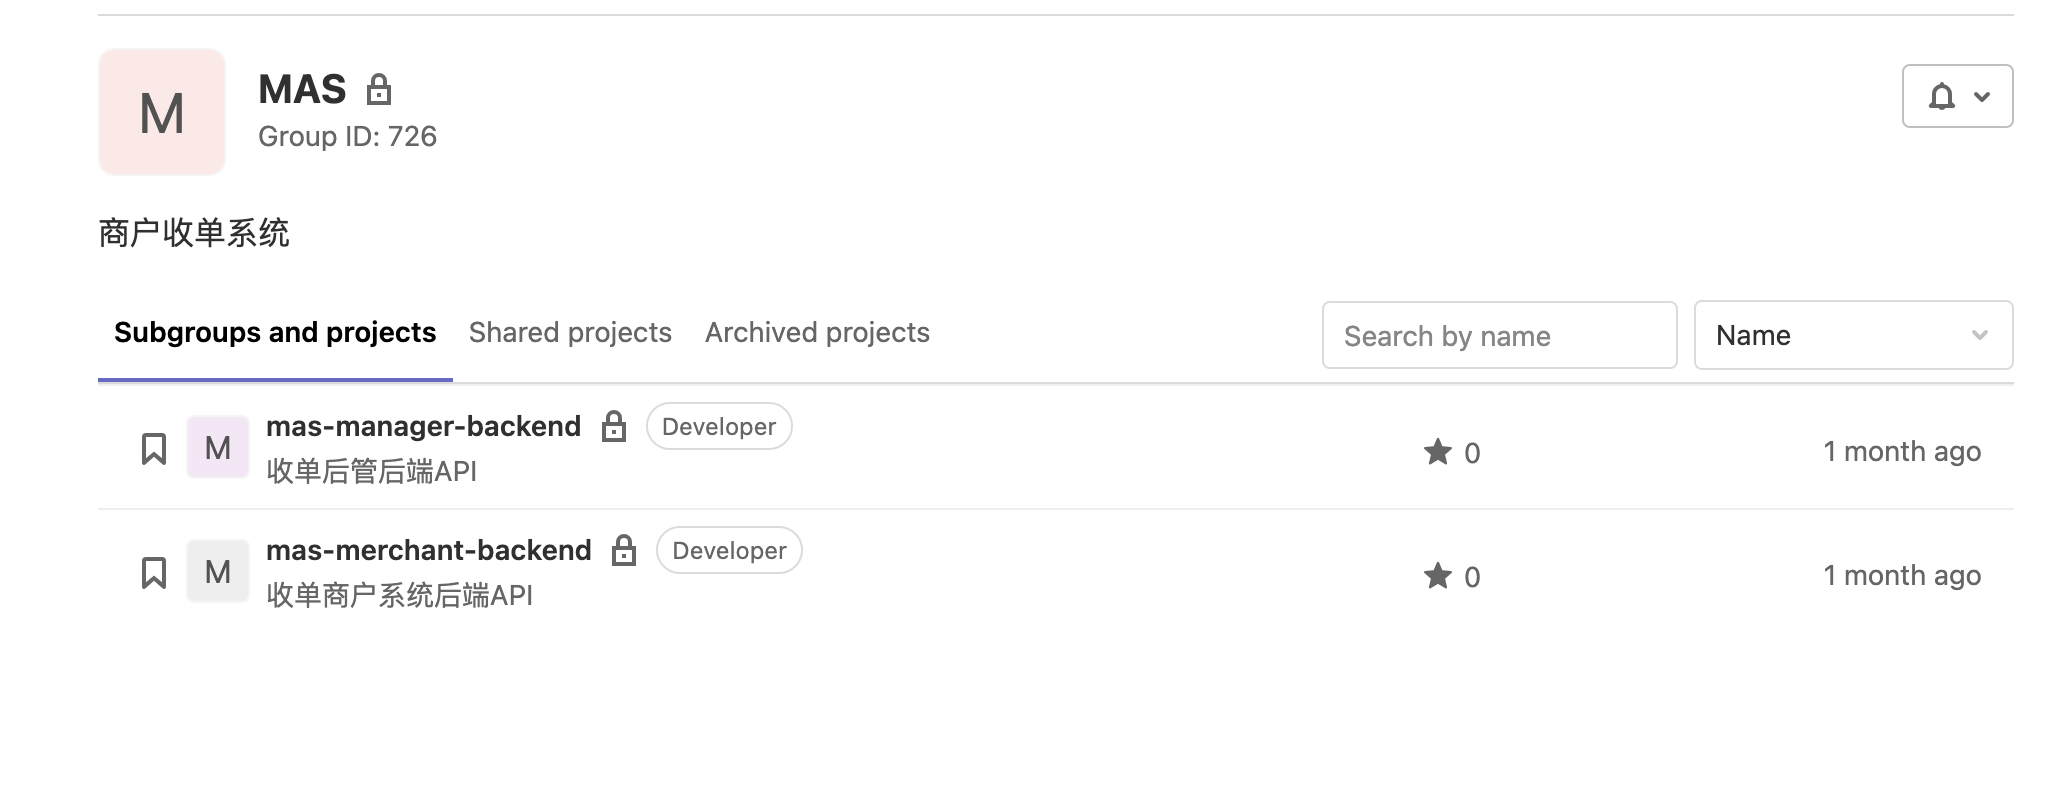 M
MAS
Group ID: 726
商户收单系统
Subgroups and projects Shared projects Archived projects Search by name Name
M mas-manager-backend Developer 0 1 month ago
收单后管后端API
M mas-merchant-backend Developer 0 1 month ago
收单商户系统后端API